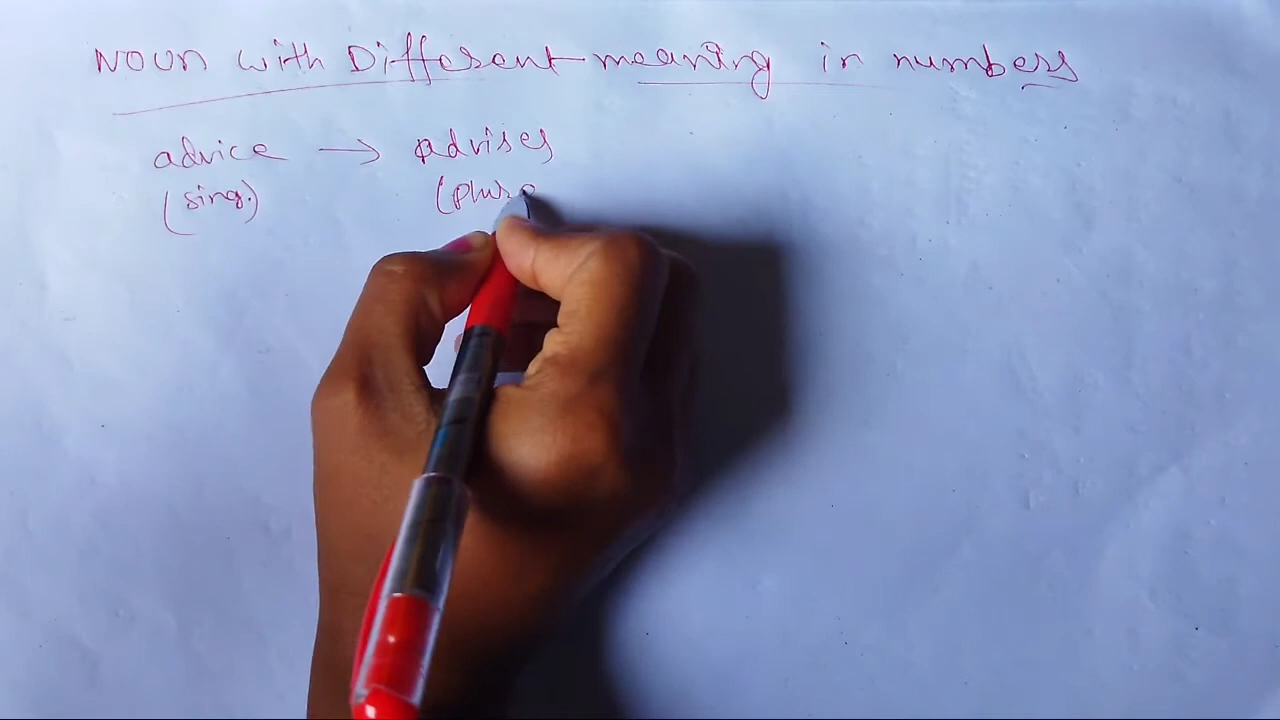 Noun with Different meaning in numbers
advice → advises
(sing.)